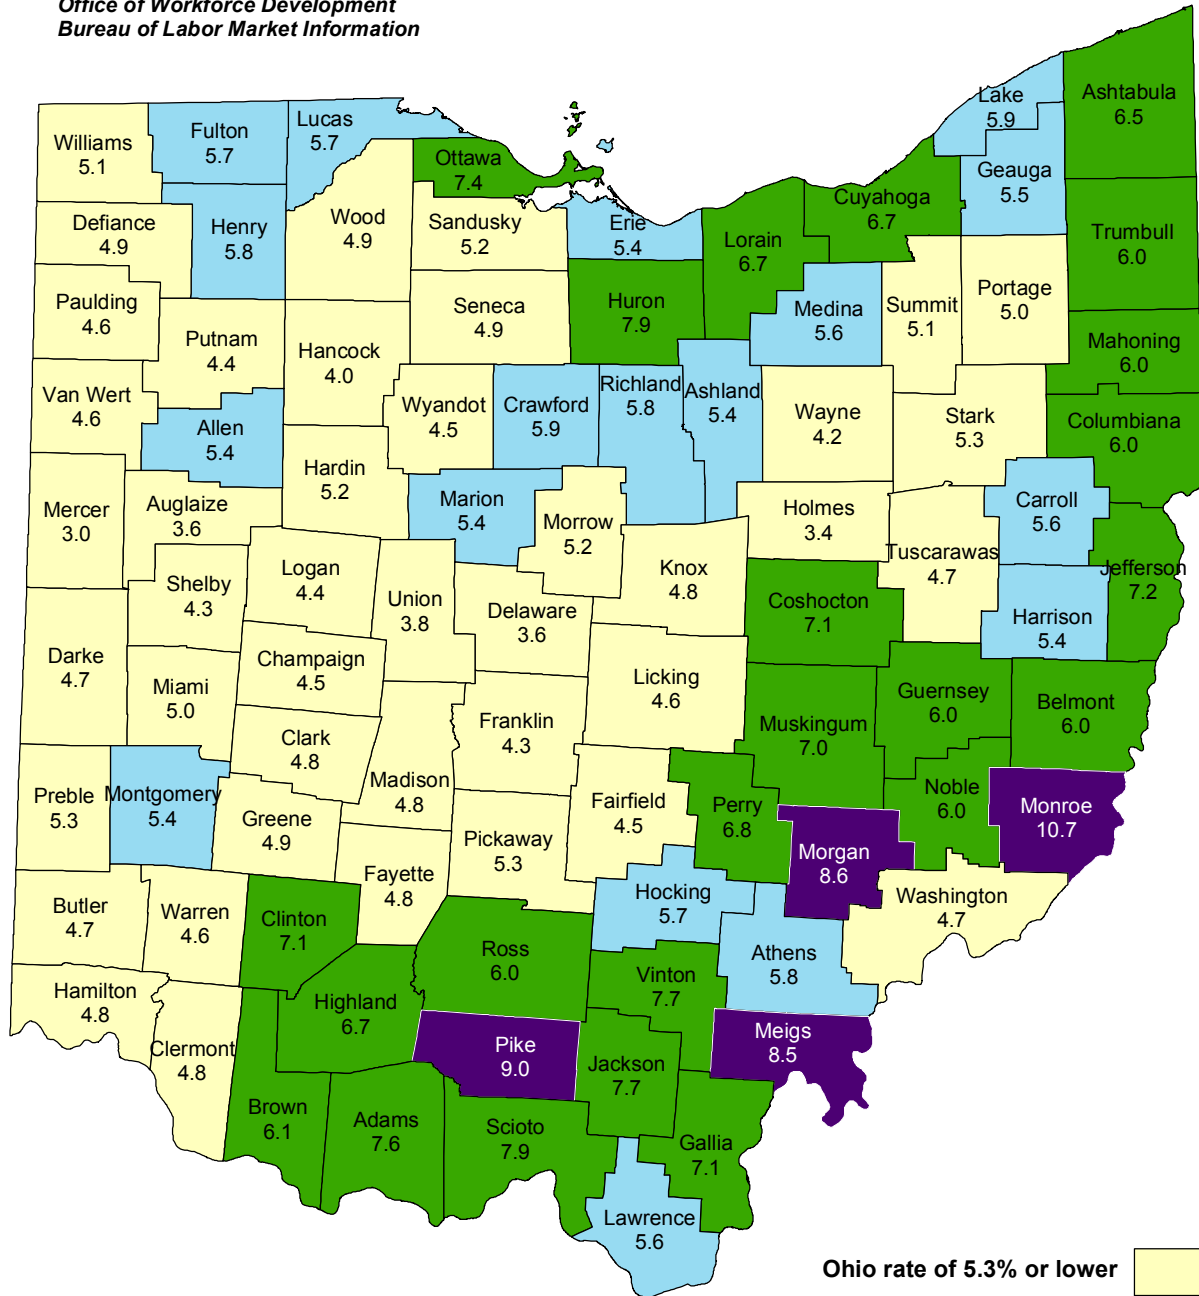 Office of Workforce Development
Bureau of Labor Market Information
Williams
5.1
Fulton
5.7
Lucas
5.7
Ottawa
7.4
Lake
5.9
Ashtabula
6.5
Geauga
5.5
Cuyahoga
6.7
Defiance
4.9
Henry
5.8
Wood
4.9
Sandusky
5.2
Erie
5.4
Lorain
6.7
Trumbull
6.0
Paulding
4.6
Putnam
4.4
Hancock
4.0
Seneca
4.9
Huron
7.9
Medina
5.6
Summit
5.1
Portage
5.0
Mahoning
6.0
Van Wert
4.6
Allen
5.4
Wyandot
4.5
Crawford
5.9
Richland
5.8
Ashland
5.4
Wayne
4.2
Stark
5.3
Columbiana
6.0
Mercer
3.0
Auglaize
3.6
Hardin
5.2
Marion
5.4
Morrow
5.2
Holmes
3.4
Tuscarawas
4.7
Carroll
5.6
Jefferson
7.2
Shelby
4.3
Logan
4.4
Union
3.8
Delaware
3.6
Knox
4.8
Coshocton
7.1
Harrison
5.4
Darke
4.7
Miami
5.0
Champaign
4.5
Clark
4.8
Franklin
4.3
Licking
4.6
Muskingum
7.0
Guernsey
6.0
Belmont
6.0
Preble
5.3
Montgomery
5.4
Greene
4.9
Madison
4.8
Pickaway
5.3
Fairfield
4.5
Perry
6.8
Morgan
8.6
Noble
6.0
Monroe
10.7
Butler
4.7
Warren
4.6
Clinton
7.1
Fayette
4.8
Ross
6.0
Hocking
5.7
Athens
5.8
Washington
4.7
Hamilton
4.8
Clermont
4.8
Highland
6.7
Pike
9.0
Vinton
7.7
Jackson
7.7
Meigs
8.5
Brown
6.1
Adams
7.6
Scioto
7.9
Gallia
7.1
Lawrence
5.6
Ohio rate of 5.3% or lower